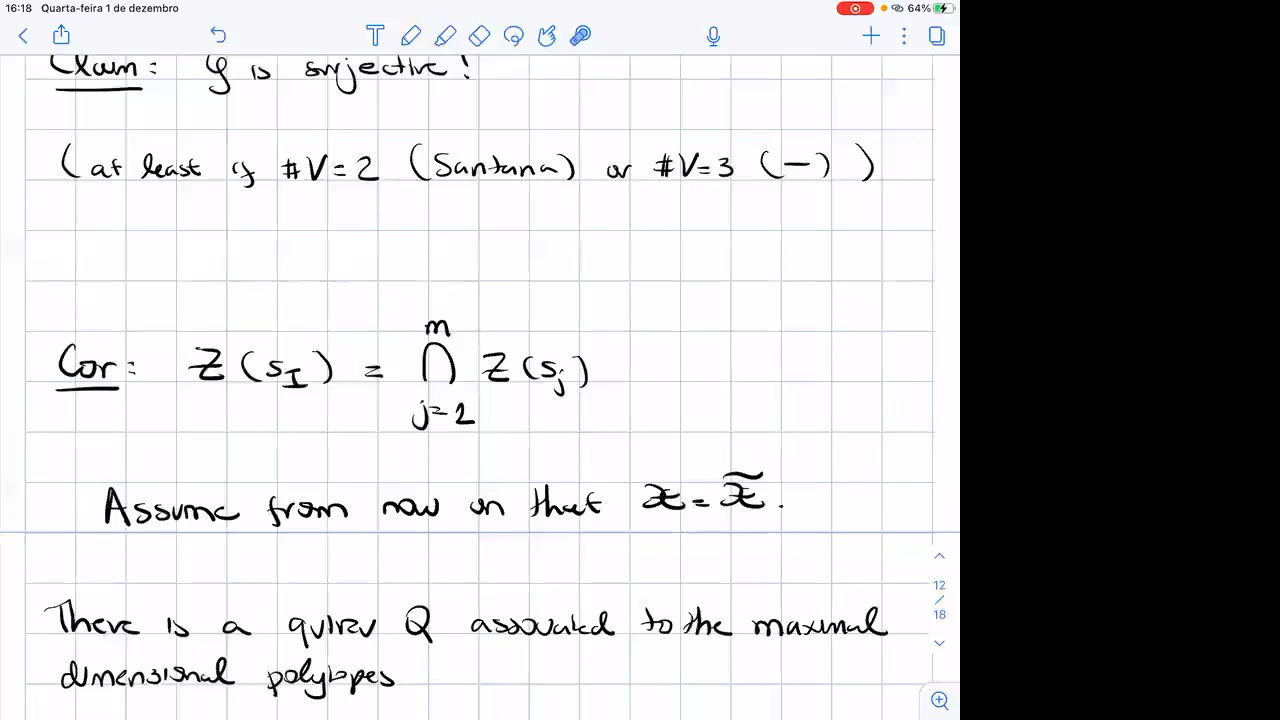 16:18 Quarta-feira 1 de dezembro 64%
Claim: φ is surjective!
(at least if #V=2 (Santana) or #V=3 (—) )
Cor: Z(s_I) = ⋂_{j=2}^{m} Z(s_j)
Assume from now on that 𝒳 = 𝒳̃.
12 / 18
There is a quiver Q associated to the maximal
dimensional polytopes